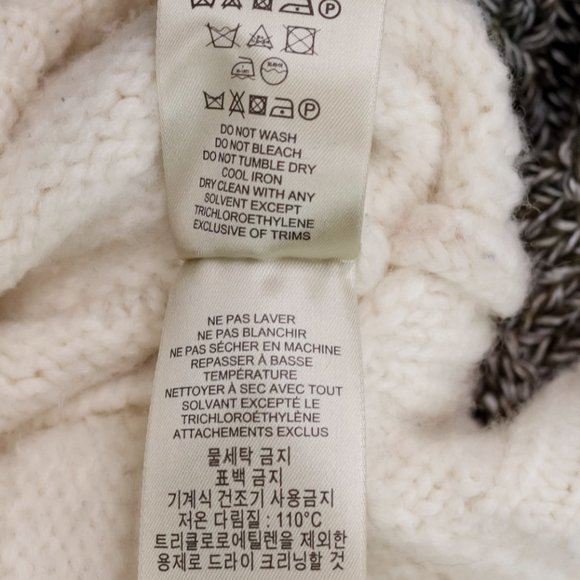 DO NOT WASH
DO NOT BLEACH
DO NOT TUMBLE DRY
COOL IRON
DRY CLEAN WITH ANY
SOLVENT EXCEPT
TRICHLOROETHYLENE
EXCLUSIVE OF TRIMS
NE PAS LAVER
NE PAS BLANCHIR
NE PAS SÉCHER EN MACHINE
REPASSER À BASSE
TEMPÉRATURE
NETTOYER À SEC AVEC TOUT
SOLVANT EXCEPTÉ LE
TRICHLOROÉTHYLÈNE
ATTACHEMENTS EXCLUS
물세탁 금지
표백 금지
기계식 건조기 사용금지
저온 다림질 : 110°C
트리클로로에틸렌을 제외한
용제로 드라이 크리닝할 것